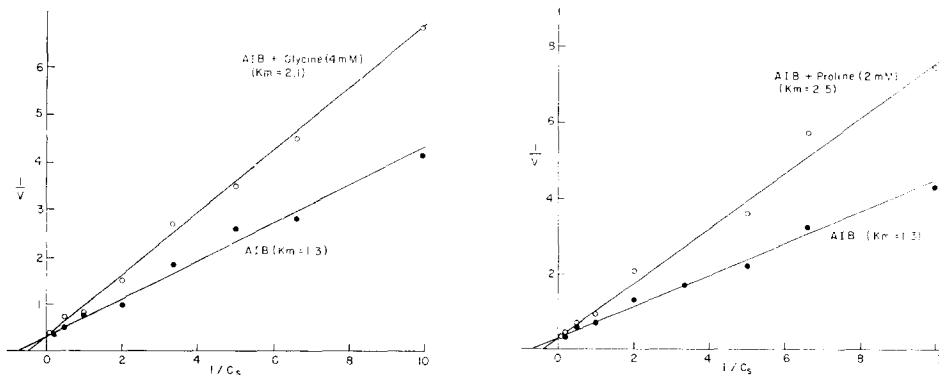 6
5
4
3
2
1
1
V
AIB + Glycine (4 mM)
(Km = 2.1)
AIB (Km = 1.3)
0
2
4
6
8
10
1 / Cs
8
6
4
2
1
V
AIB + Proline (2 mM)
(Km = 2.5)
AIB (Km = 1.3)
0
2
4
6
8
10
1 / Cs